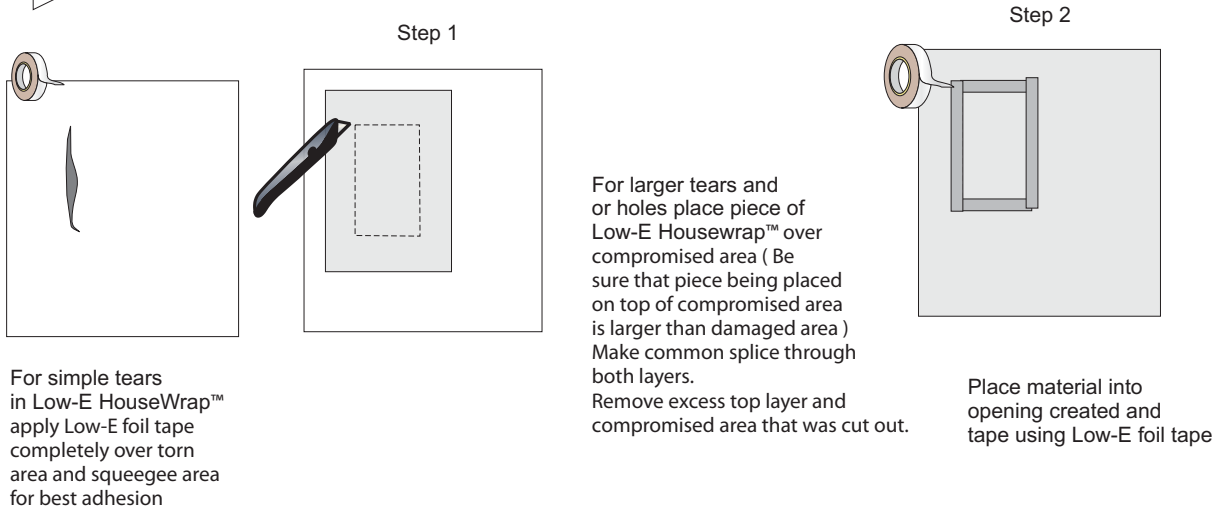 For simple tears
in Low-E HouseWrap™
apply Low-E foil tape
completely over torn
area and squeegee area
for best adhesion
Step 1
For larger tears and
or holes place piece of
Low-E Housewrap™ over
compromised area ( Be
sure that piece being placed
on top of compromised area
is larger than damaged area )
Make common splice through
both layers.
Remove excess top layer and
compromised area that was cut out.
Step 2
Place material into
opening created and
tape using Low-E foil tape